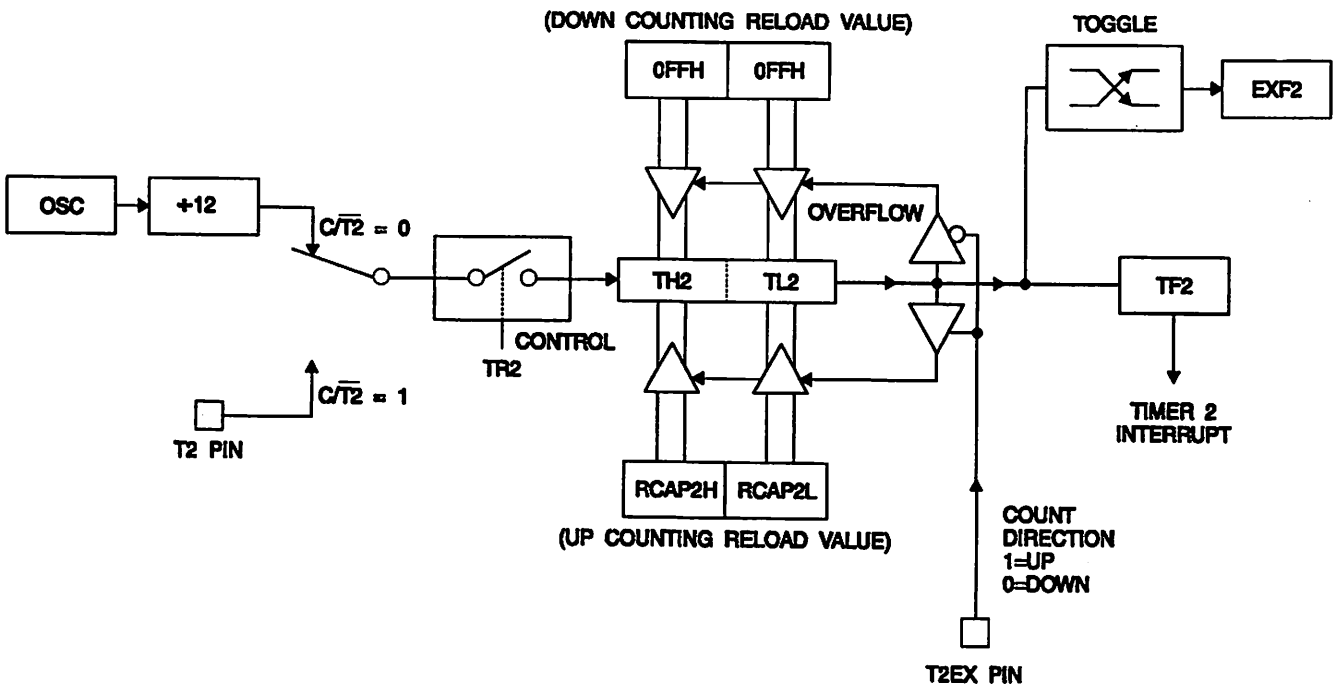 (DOWN COUNTING RELOAD VALUE)
TOGGLE
0FFH
0FFH
EXF2
OSC
+12
C/T2̅ = 0
OVERFLOW
TH2
TL2
TF2
CONTROL
TR2
C/T2̅ = 1
T2 PIN
TIMER 2
INTERRUPT
RCAP2H
RCAP2L
(UP COUNTING RELOAD VALUE)
COUNT
DIRECTION
1=UP
0=DOWN
T2EX PIN